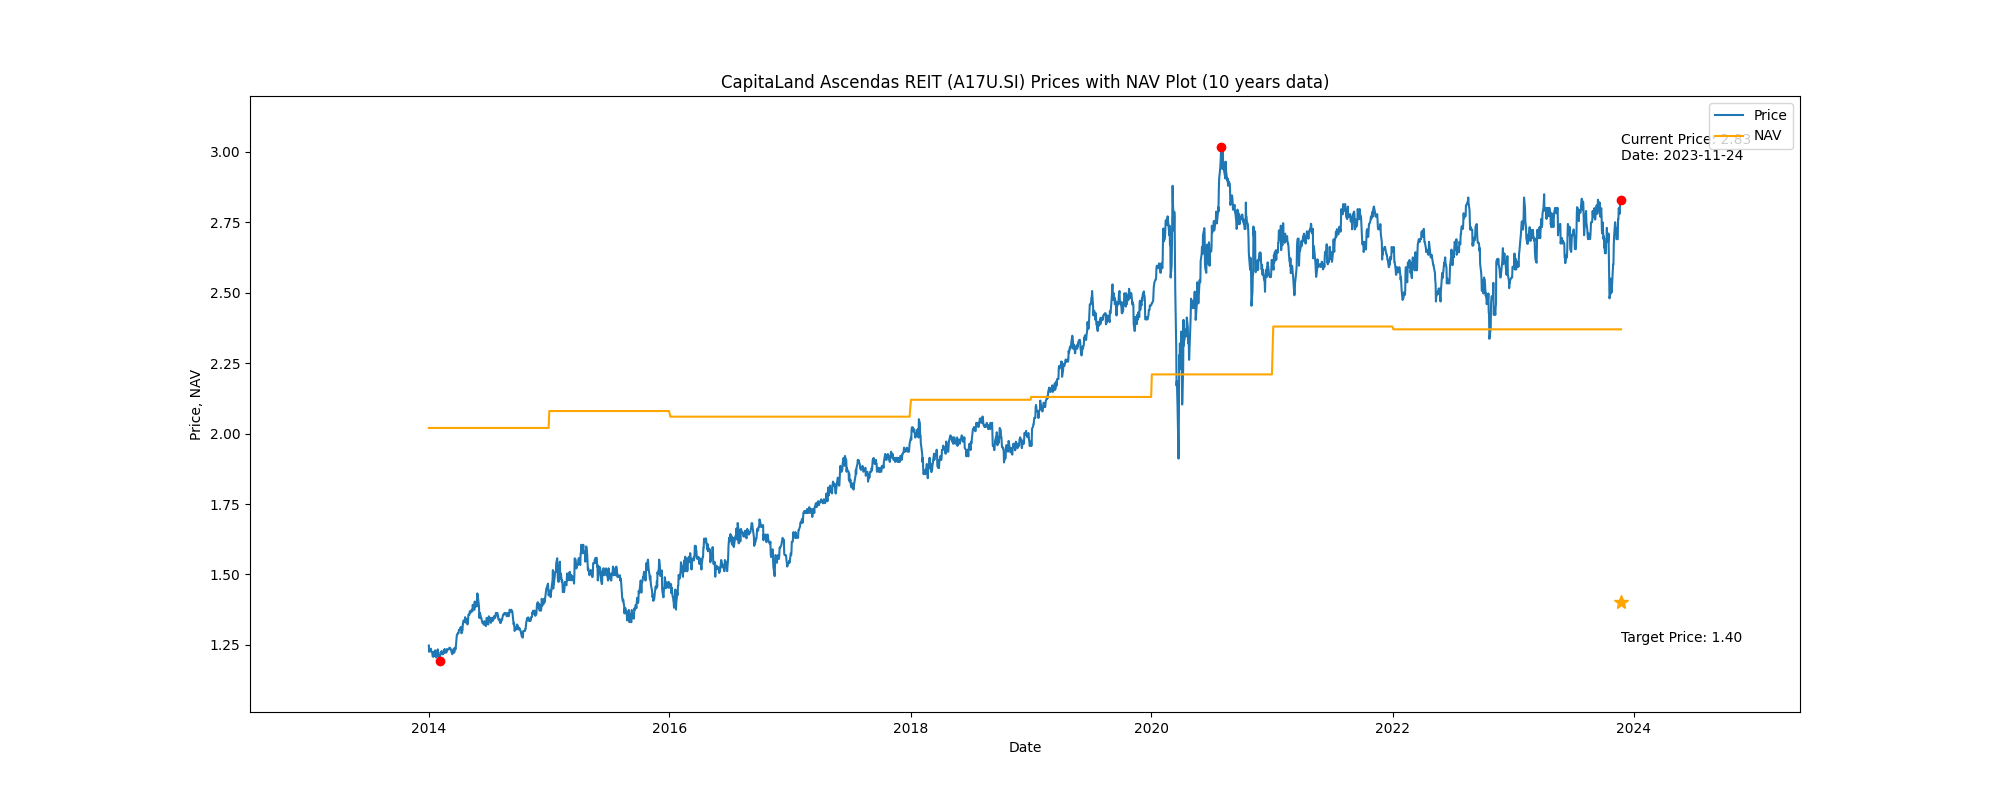 CapitaLand Ascendas REIT (A17U.SI) Prices with NAV Plot (10 years data)
Price
NAV
Current Price: 2.83
Date: 2023-11-24
3.00
2.75
2.50
2.25
2.00
1.75
1.50
1.25
Price, NAV
Target Price: 1.40
2014
2016
2018
2020
2022
2024
Date